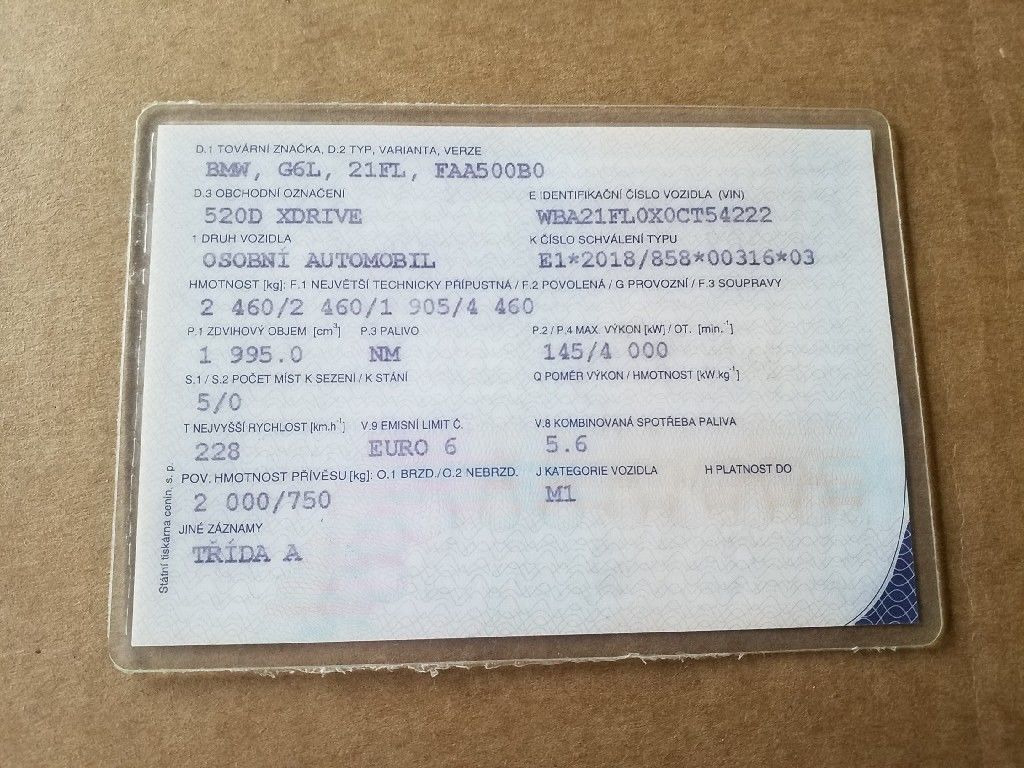 D.1 TOVÁRNÍ ZNAČKA, D.2 TYP, VARIANTA, VERZE
BMW, G6L, 21FL, FAA500B0
D.3 OBCHODNÍ OZNAČENÍ E IDENTIFIKAČNÍ ČÍSLO VOZIDLA (VIN)
520D XDRIVE WBA21FL0X0CT54222
1 DRUH VOZIDLA K ČÍSLO SCHVÁLENÍ TYPU
OSOBNÍ AUTOMOBIL E1*2018/858*00316*03
HMOTNOST [kg]: F.1 NEJVĚTŠÍ TECHNICKY PŘÍPUSTNÁ / F.2 POVOLENÁ / G PROVOZNÍ / F.3 SOUPRAVY
2 460/2 460/1 905/4 460
P.1 ZDVIHOVÝ OBJEM [cm³] P.3 PALIVO P.2 / P.4 MAX. VÝKON [kW] / OT. [min.⁻¹]
1 995.0 NM 145/4 000
S.1 / S.2 POČET MÍST K SEZENÍ / K STÁNÍ Q POMĚR VÝKON / HMOTNOST [kW.kg⁻¹]
5/0
T NEJVYŠŠÍ RYCHLOST [km.h⁻¹] V.9 EMISNÍ LIMIT Č. V.8 KOMBINOVANÁ SPOTŘEBA PALIVA
228 EURO 6 5.6
POV. HMOTNOST PŘÍVĚSU [kg]: O.1 BRZD./O.2 NEBRZD. J KATEGORIE VOZIDLA H PLATNOST DO
2 000/750 M1
JINÉ ZÁZNAMY
TŘÍDA A
Státní tiskárna cenin, s. p.